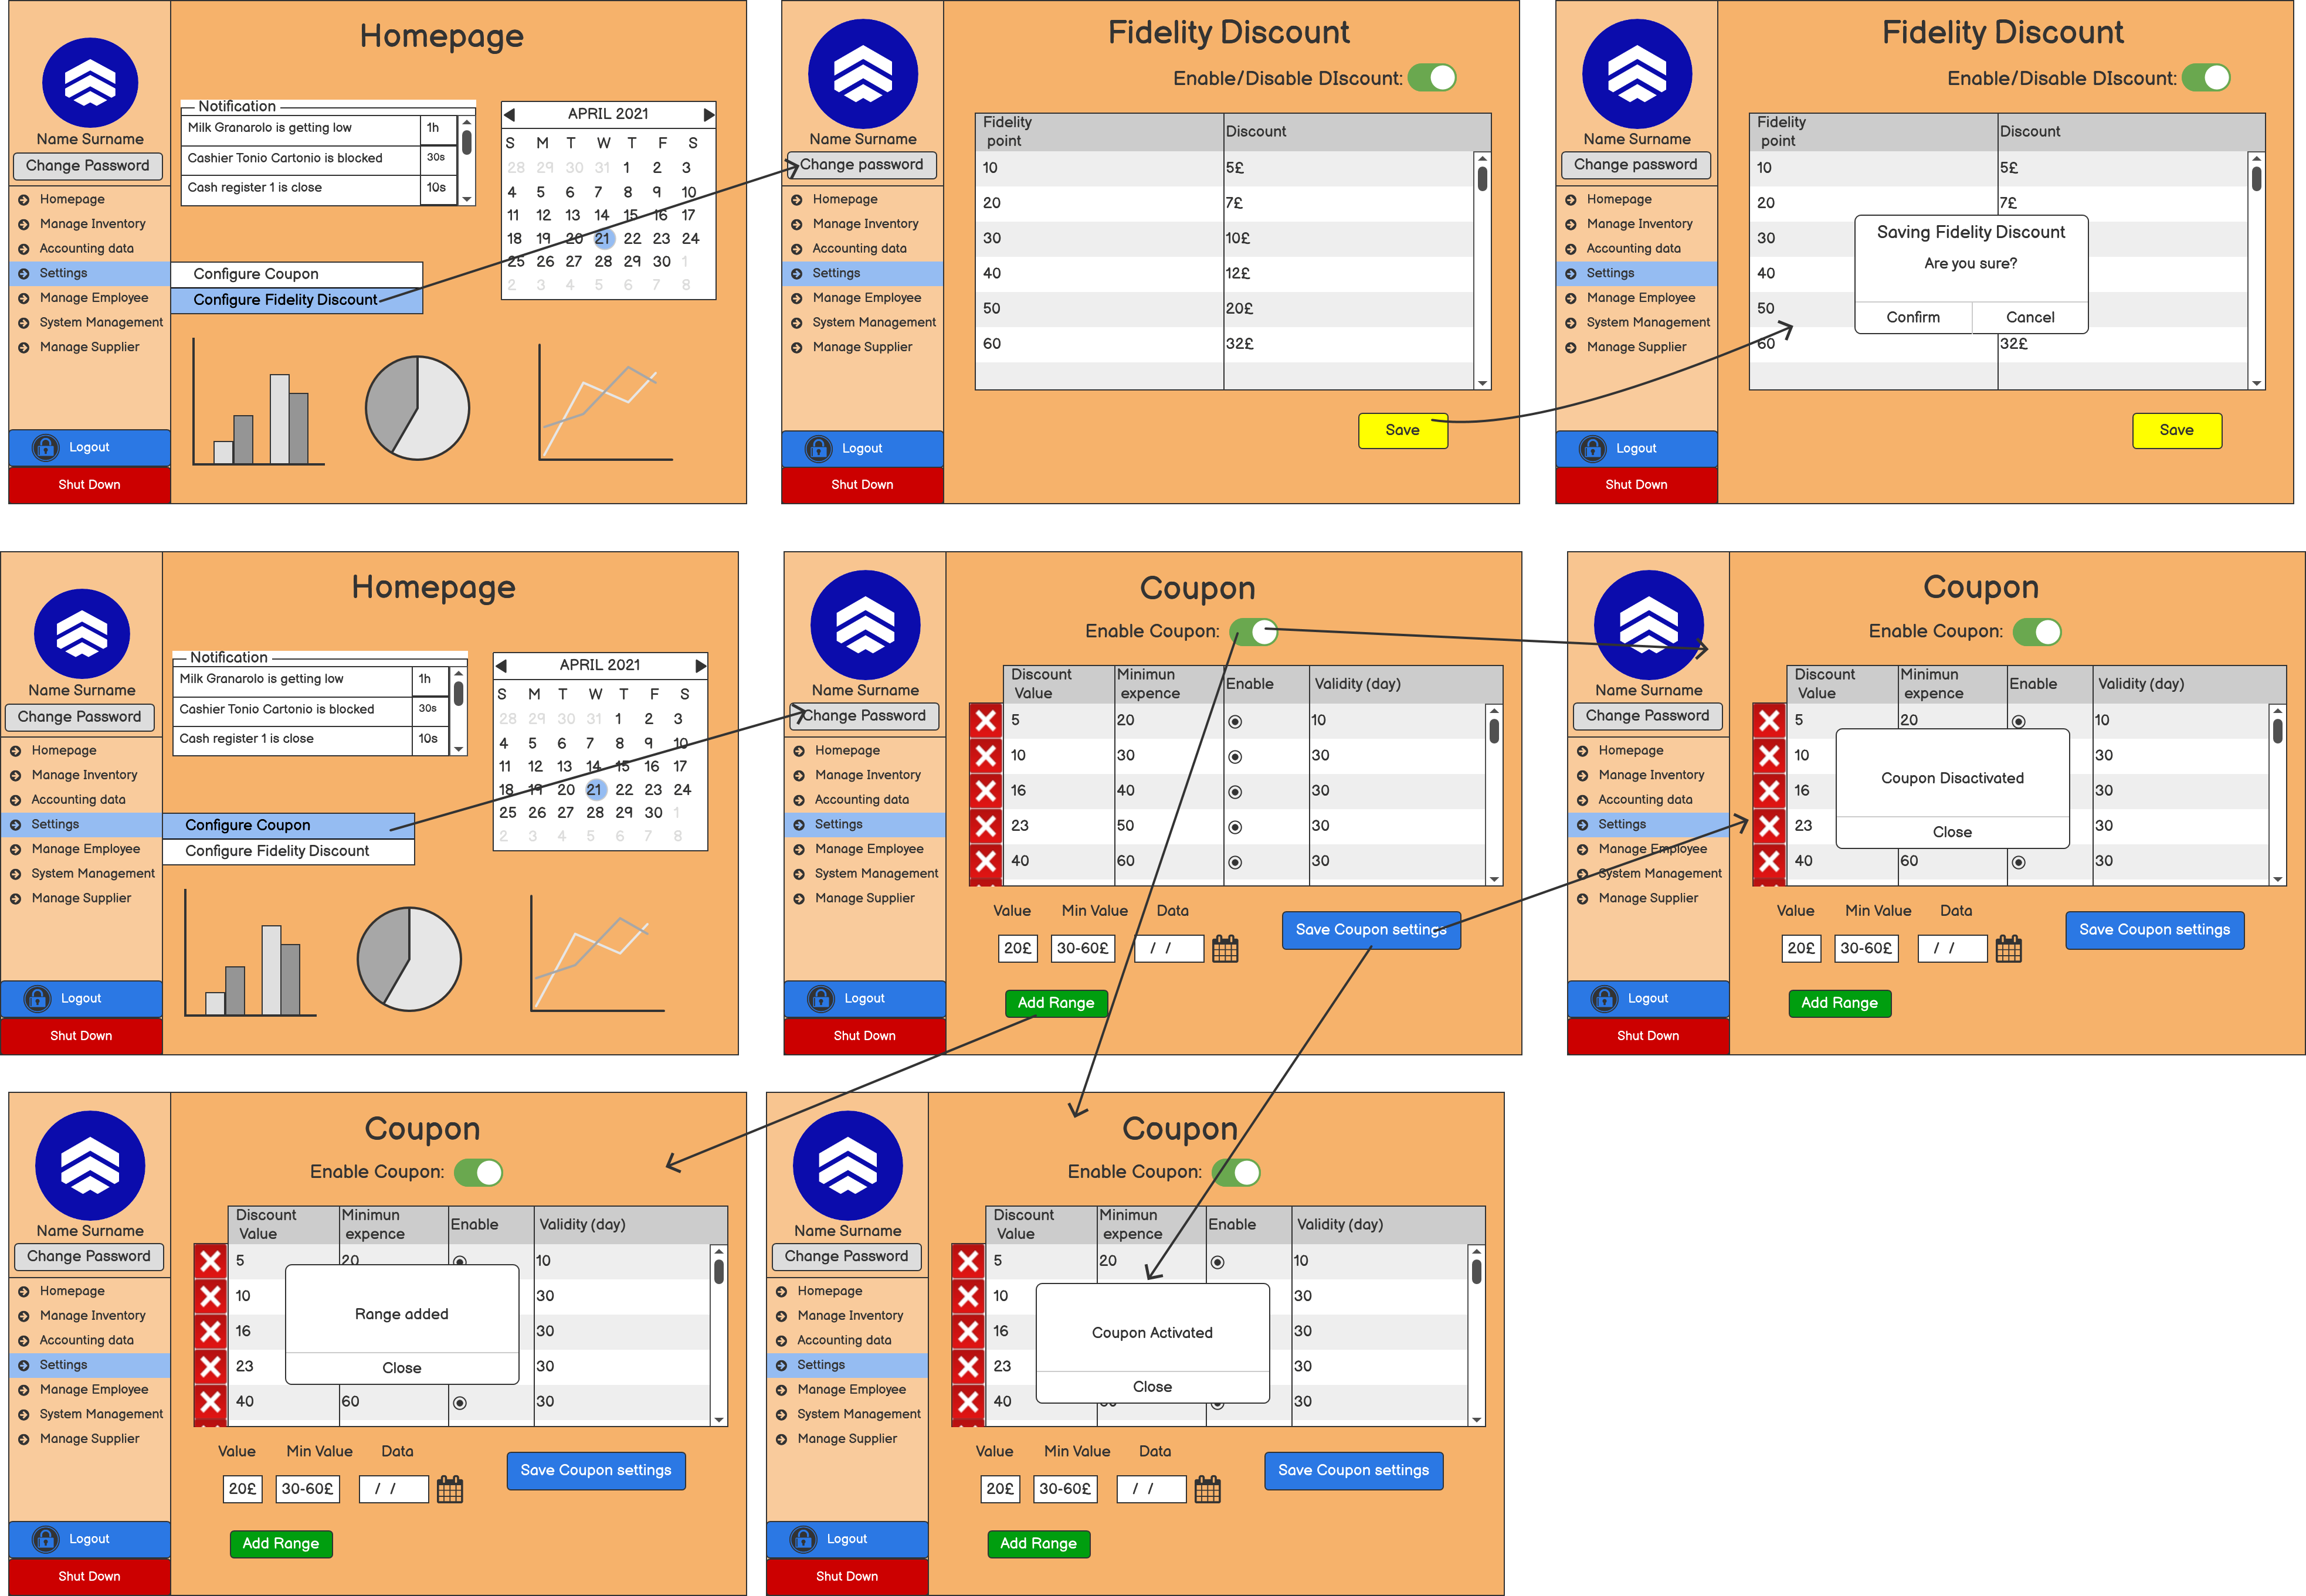 Homepage
Name Surname
Change Password
Homepage
Manage Inventory
Accounting data
Settings
Manage Employee
System Management
Manage Supplier
Logout
Shut Down
Notification
Milk Granarolo is getting low 1h
Cashier Tonio Cartonio is blocked 30s
Cash register 1 is close 10s
Configure Coupon
Configure Fidelity Discount
APRIL 2021
S M T W T F S
28 29 30 31 1 2 3
4 5 6 7 8 9 10
11 12 13 14 15 16 17
18 19 20 21 22 23 24
25 26 27 28 29 30 1
2 3 4 5 6 7 8
Fidelity Discount
Enable/Disable DIscount:
Name Surname
Change password
Homepage
Manage Inventory
Accounting data
Settings
Manage Employee
System Management
Manage Supplier
Logout
Shut Down
Fidelity point Discount
10 5£
20 7£
30 10£
40 12£
50 20£
60 32£
Save
Fidelity Discount
Enable/Disable DIscount:
Name Surname
Change password
Homepage
Manage Inventory
Accounting data
Settings
Manage Employee
System Management
Manage Supplier
Logout
Shut Down
Fidelity point Discount
10 5£
20 7£
30
40
50
60 32£
Saving Fidelity Discount
Are you sure?
Confirm Cancel
Save
Homepage
Name Surname
Change Password
Homepage
Manage Inventory
Accounting data
Settings
Manage Employee
System Management
Manage Supplier
Logout
Shut Down
Notification
Milk Granarolo is getting low 1h
Cashier Tonio Cartonio is blocked 30s
Cash register 1 is close 10s
Configure Coupon
Configure Fidelity Discount
APRIL 2021
S M T W T F S
28 29 30 31 1 2 3
4 5 6 7 8 9 10
11 12 13 14 15 16 17
18 19 20 21 22 23 24
25 26 27 28 29 30 1
2 3 4 5 6 7 8
Coupon
Enable Coupon:
Name Surname
Change Password
Homepage
Manage Inventory
Accounting data
Settings
Manage Employee
System Management
Manage Supplier
Logout
Shut Down
Discount Value Minimun expence Enable Validity (day)
5 20 10
10 30 30
16 40 30
23 50 30
40 60 30
Value Min Value Data
20£ 30-60£ / /
Save Coupon settings
Add Range
Coupon
Enable Coupon:
Name Surname
Change Password
Homepage
Manage Inventory
Accounting data
Settings
Manage Employee
System Management
Manage Supplier
Logout
Shut Down
Discount Value Minimun expence Enable Validity (day)
5 20 10
10 30
16 30
23 30
40 60 30
Coupon Disactivated
Close
Value Min Value Data
20£ 30-60£ / /
Save Coupon settings
Add Range
Coupon
Enable Coupon:
Name Surname
Change Password
Homepage
Manage Inventory
Accounting data
Settings
Manage Employee
System Management
Manage Supplier
Logout
Shut Down
Discount Value Minimun expence Enable Validity (day)
5 20 10
10 30
16 30
23 30
40 60 30
Range added
Close
Value Min Value Data
20£ 30-60£ / /
Save Coupon settings
Add Range
Coupon
Enable Coupon:
Name Surname
Change Password
Homepage
Manage Inventory
Accounting data
Settings
Manage Employee
System Management
Manage Supplier
Logout
Shut Down
Discount Value Minimun expence Enable Validity (day)
5 20 10
10 30
16 30
23 30
40 30
Coupon Activated
Close
Value Min Value Data
20£ 30-60£ / /
Save Coupon settings
Add Range